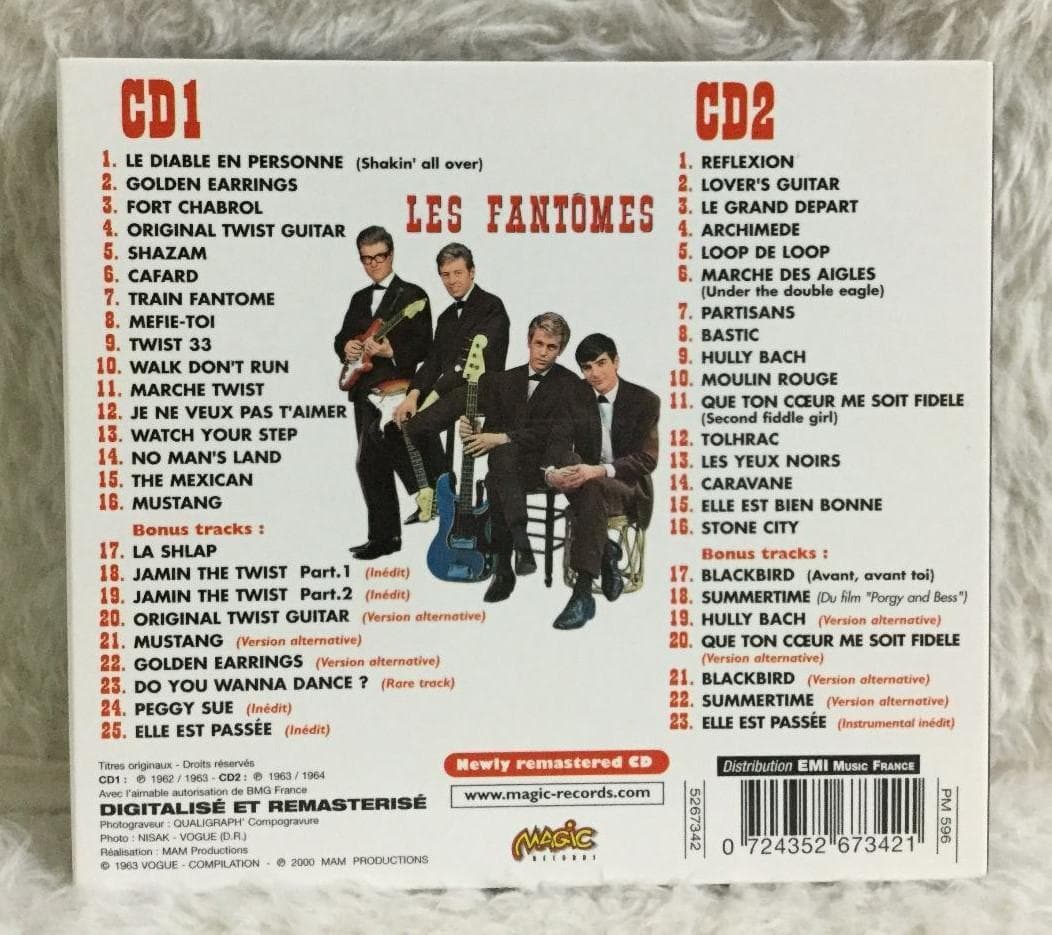 CD1
1. LE DIABLE EN PERSONNE (Shakin' all over)
2. GOLDEN EARRINGS
3. FORT CHABROL
4. ORIGINAL TWIST GUITAR
5. SHAZAM
6. CAFARD
7. TRAIN FANTOME
8. MEFIE-TOI
9. TWIST 33
10. WALK DON'T RUN
11. MARCHE TWIST
12. JE NE VEUX PAS T'AIMER
13. WATCH YOUR STEP
14. NO MAN'S LAND
15. THE MEXICAN
16. MUSTANG
Bonus tracks :
17. LA SHLAP
18. JAMIN THE TWIST Part.1 (Inédit)
19. JAMIN THE TWIST Part.2 (Inédit)
20. ORIGINAL TWIST GUITAR (Version alternative)
21. MUSTANG (Version alternative)
22. GOLDEN EARRINGS (Version alternative)
23. DO YOU WANNA DANCE ? (Rare track)
24. PEGGY SUE (Inédit)
25. ELLE EST PASSÉE (Inédit)
LES FANTÔMES
CD2
1. REFLEXION
2. LOVER'S GUITAR
3. LE GRAND DEPART
4. ARCHIMEDE
5. LOOP DE LOOP
6. MARCHE DES AIGLES
(Under the double eagle)
7. PARTISANS
8. BASTIC
9. HULLY BACH
10. MOULIN ROUGE
11. QUE TON CŒUR ME SOIT FIDELE
(Second fiddle girl)
12. TOLHRAC
13. LES YEUX NOIRS
14. CARAVANE
15. ELLE EST BIEN BONNE
16. STONE CITY
Bonus tracks :
17. BLACKBIRD (Avant, avant toi)
18. SUMMERTIME (Du film "Porgy and Bess")
19. HULLY BACH (Version alternative)
20. QUE TON CŒUR ME SOIT FIDELE
(Version alternative)
21. BLACKBIRD (Version alternative)
22. SUMMERTIME (Version alternative)
23. ELLE EST PASSÉE (Instrumental inédit)
Titres originaux - Droits réservés
CD1 : ℗ 1962 / 1963 - CD2 : ℗ 1963 / 1964
Avec l'aimable autorisation de BMG France
DIGITALISÉ ET REMASTERISÉ
Photograveur : QUALIGRAPH' Compogravure
Photo : NISAK - VOGUE (D.R.)
Réalisation : MAM Productions
© 1963 VOGUE - COMPILATION - ℗ 2000 MAM PRODUCTIONS
Newly remastered CD
www.magic-records.com
MAGIC
RECORDS
Distribution EMI MUSIC FRANCE
5267342
0 724352 673421
PM 596